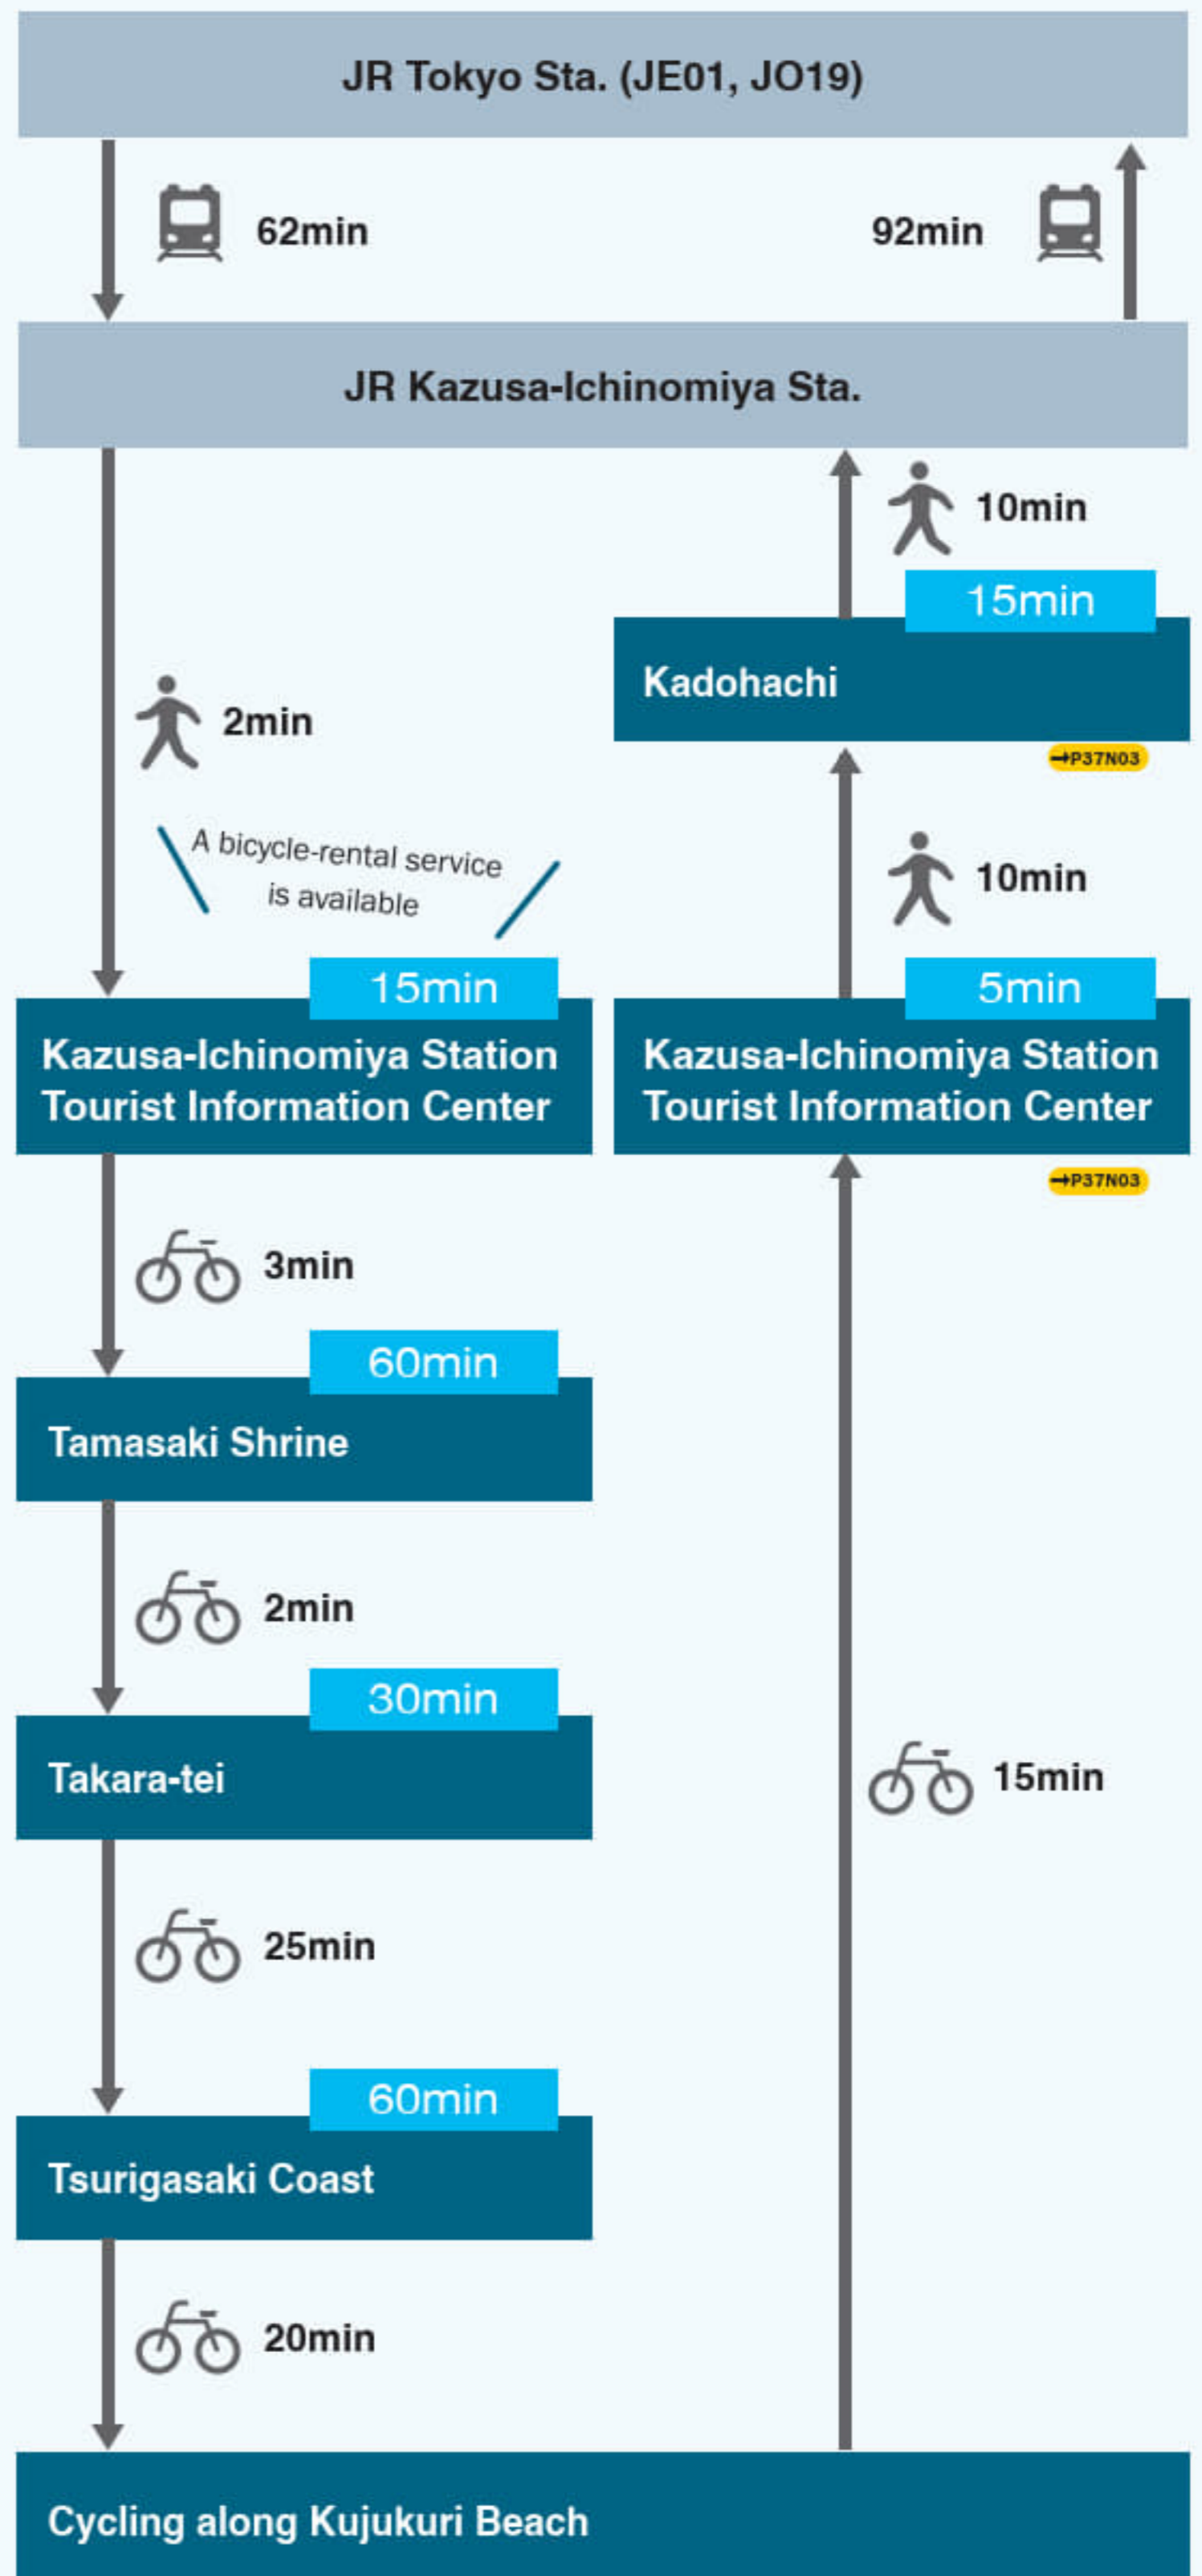 JR Tokyo Sta. (JE01, JO19)
62min
92min
JR Kazusa-Ichinomiya Sta.
10min
15min
Kadohachi
→P37N03
2min
A bicycle-rental service
is available
10min
15min
Kazusa-Ichinomiya Station
Tourist Information Center
5min
Kazusa-Ichinomiya Station
Tourist Information Center
→P37N03
3min
60min
Tamasaki Shrine
2min
30min
Takara-tei
15min
25min
60min
Tsurigasaki Coast
20min
Cycling along Kujukuri Beach